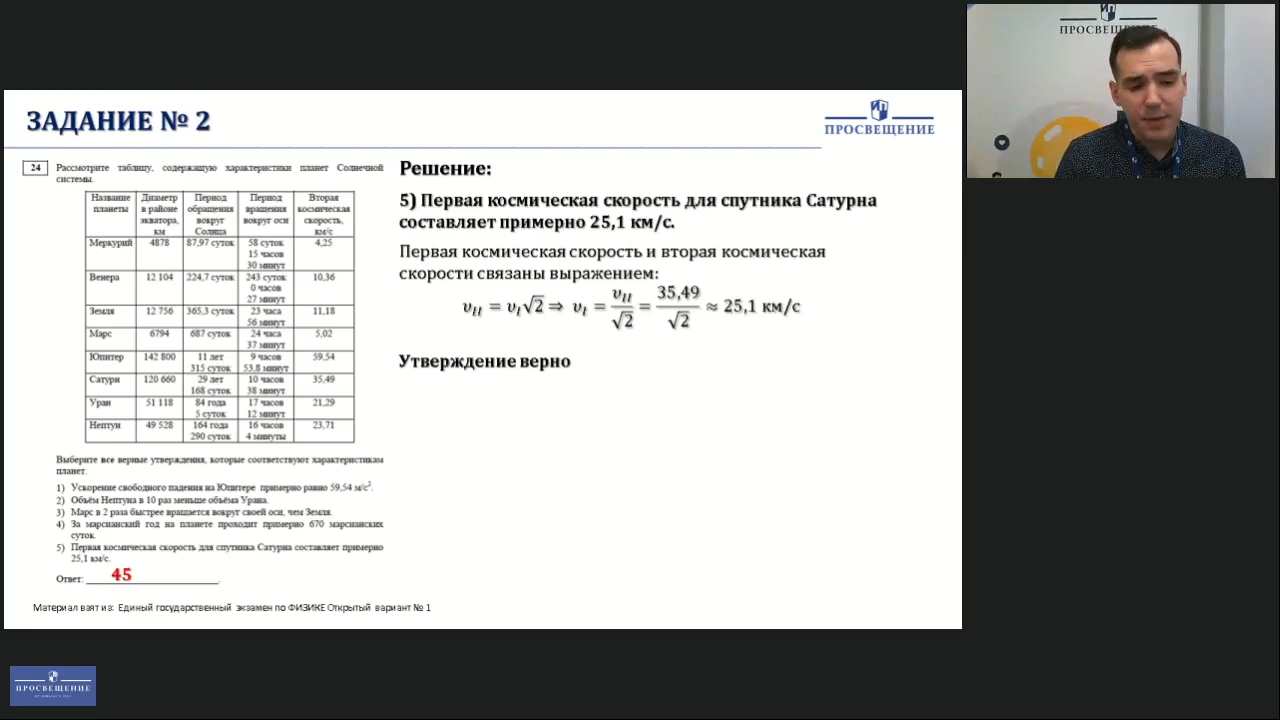 ПРОСВЕЩЕНИЕ
ЗАДАНИЕ № 2
ПРОСВЕЩЕНИЕ
24 Рассмотрите таблицу, содержащую характеристики планет Солнечной
системы.
Название планеты | Диаметр в районе экватора, км | Период обращения вокруг Солнца | Период вращения вокруг оси | Вторая космическая скорость, км/с
Меркурий | 4878 | 87,97 суток | 58 суток 15 часов 30 минут | 4,25
Венера | 12 104 | 224,7 суток | 243 суток 0 часов 27 минут | 10,36
Земля | 12 756 | 365,3 суток | 23 часа 56 минут | 11,18
Марс | 6794 | 687 суток | 24 часа 37 минут | 5,02
Юпитер | 142 800 | 11 лет 315 суток | 9 часов 53,8 минут | 59,54
Сатурн | 120 660 | 29 лет 168 суток | 10 часов 38 минут | 35,49
Уран | 51 118 | 84 года 5 суток | 17 часов 12 минут | 21,29
Нептун | 49 528 | 164 года 290 суток | 16 часов 4 минуты | 23,71
Выберите все верные утверждения, которые соответствуют характеристикам
планет.
1) Ускорение свободного падения на Юпитере примерно равно 59,54 м/с².
2) Объём Нептуна в 10 раз меньше объёма Урана.
3) Марс в 2 раза быстрее вращается вокруг своей оси, чем Земля.
4) За марсианский год на планете проходит примерно 670 марсианских
суток.
5) Первая космическая скорость для спутника Сатурна составляет примерно
25,1 км/с.
Ответ: 45.
Решение:
5) Первая космическая скорость для спутника Сатурна
составляет примерно 25,1 км/с.
Первая космическая скорость и вторая космическая
скорости связаны выражением:
υ_II = υ_I√2 ⇒ υ_I = υ_II/√2 = 35,49/√2 ≈ 25,1 км/с
Утверждение верно
Материал взят из: Единый государственный экзамен по ФИЗИКЕ Открытый вариант № 1
ПРОСВЕЩЕНИЕ